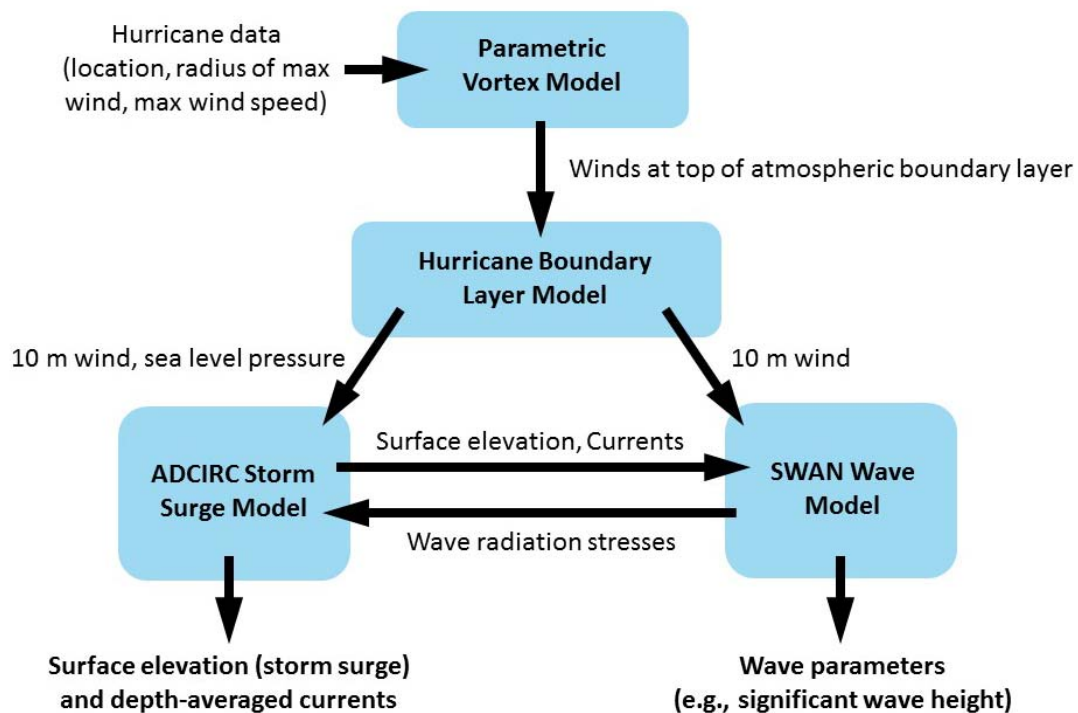 Hurricane data
(location, radius of max
wind, max wind speed)
Parametric
Vortex Model
Winds at top of atmospheric boundary layer
Hurricane Boundary
Layer Model
10 m wind, sea level pressure
10 m wind
ADCIRC Storm
Surge Model
Surface elevation, Currents
SWAN Wave
Model
Wave radiation stresses
Surface elevation (storm surge)
and depth-averaged currents
Wave parameters
(e.g., significant wave height)